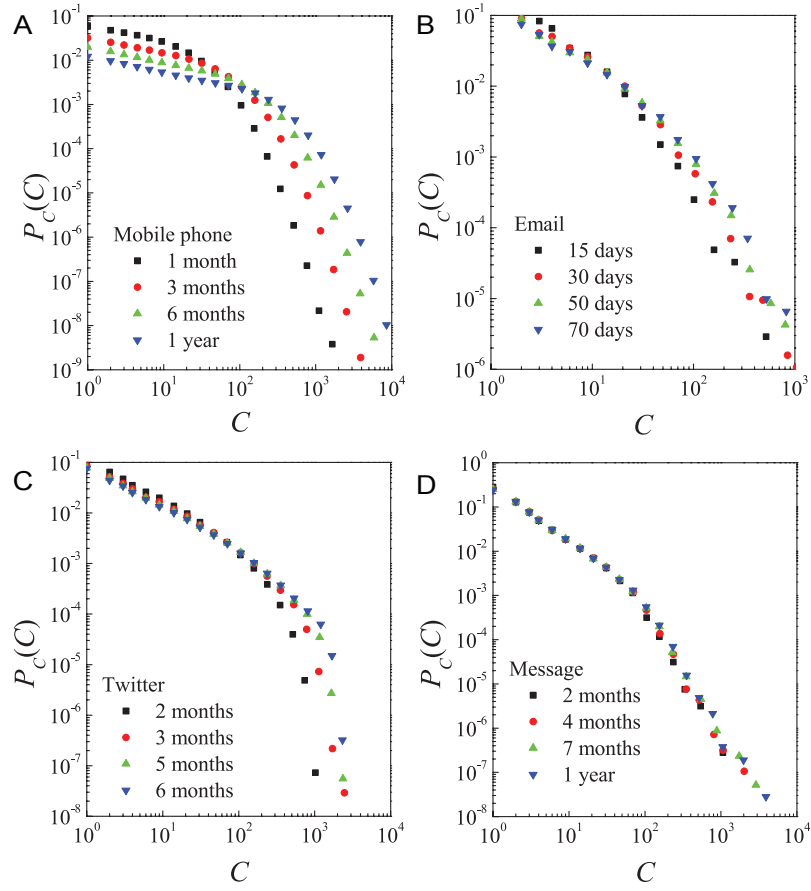 A
10^-1
10^-2
10^-3
10^-4
10^-5
10^-6
10^-7
10^-8
10^-9
P_C(C)
Mobile phone
1 month
3 months
6 months
1 year
10^0 10^1 10^2 10^3 10^4
C
B
10^-1
10^-2
10^-3
10^-4
10^-5
10^-6
P_C(C)
Email
15 days
30 days
50 days
70 days
10^0 10^1 10^2 10^3
C
C
10^-1
10^-2
10^-3
10^-4
10^-5
10^-6
10^-7
10^-8
P_C(C)
Twitter
2 months
3 months
5 months
6 months
10^0 10^1 10^2 10^3 10^4
C
D
10^0
10^-1
10^-2
10^-3
10^-4
10^-5
10^-6
10^-7
10^-8
P_C(C)
Message
2 months
4 months
7 months
1 year
10^0 10^1 10^2 10^3 10^4
C